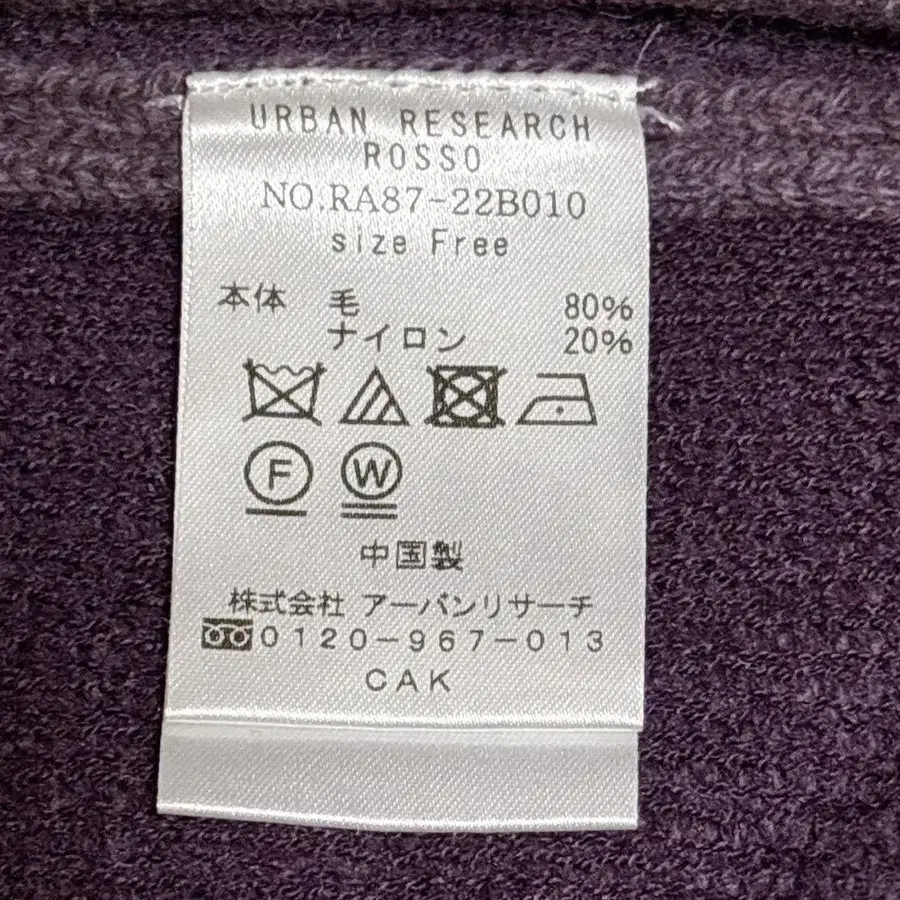 URBAN RESEARCH
ROSSO
NO.RA87-22B010
size Free
本体 毛 80%
ナイロン 20%
F W
中国製
株式会社 アーバンリサーチ
0120-967-013
CAK